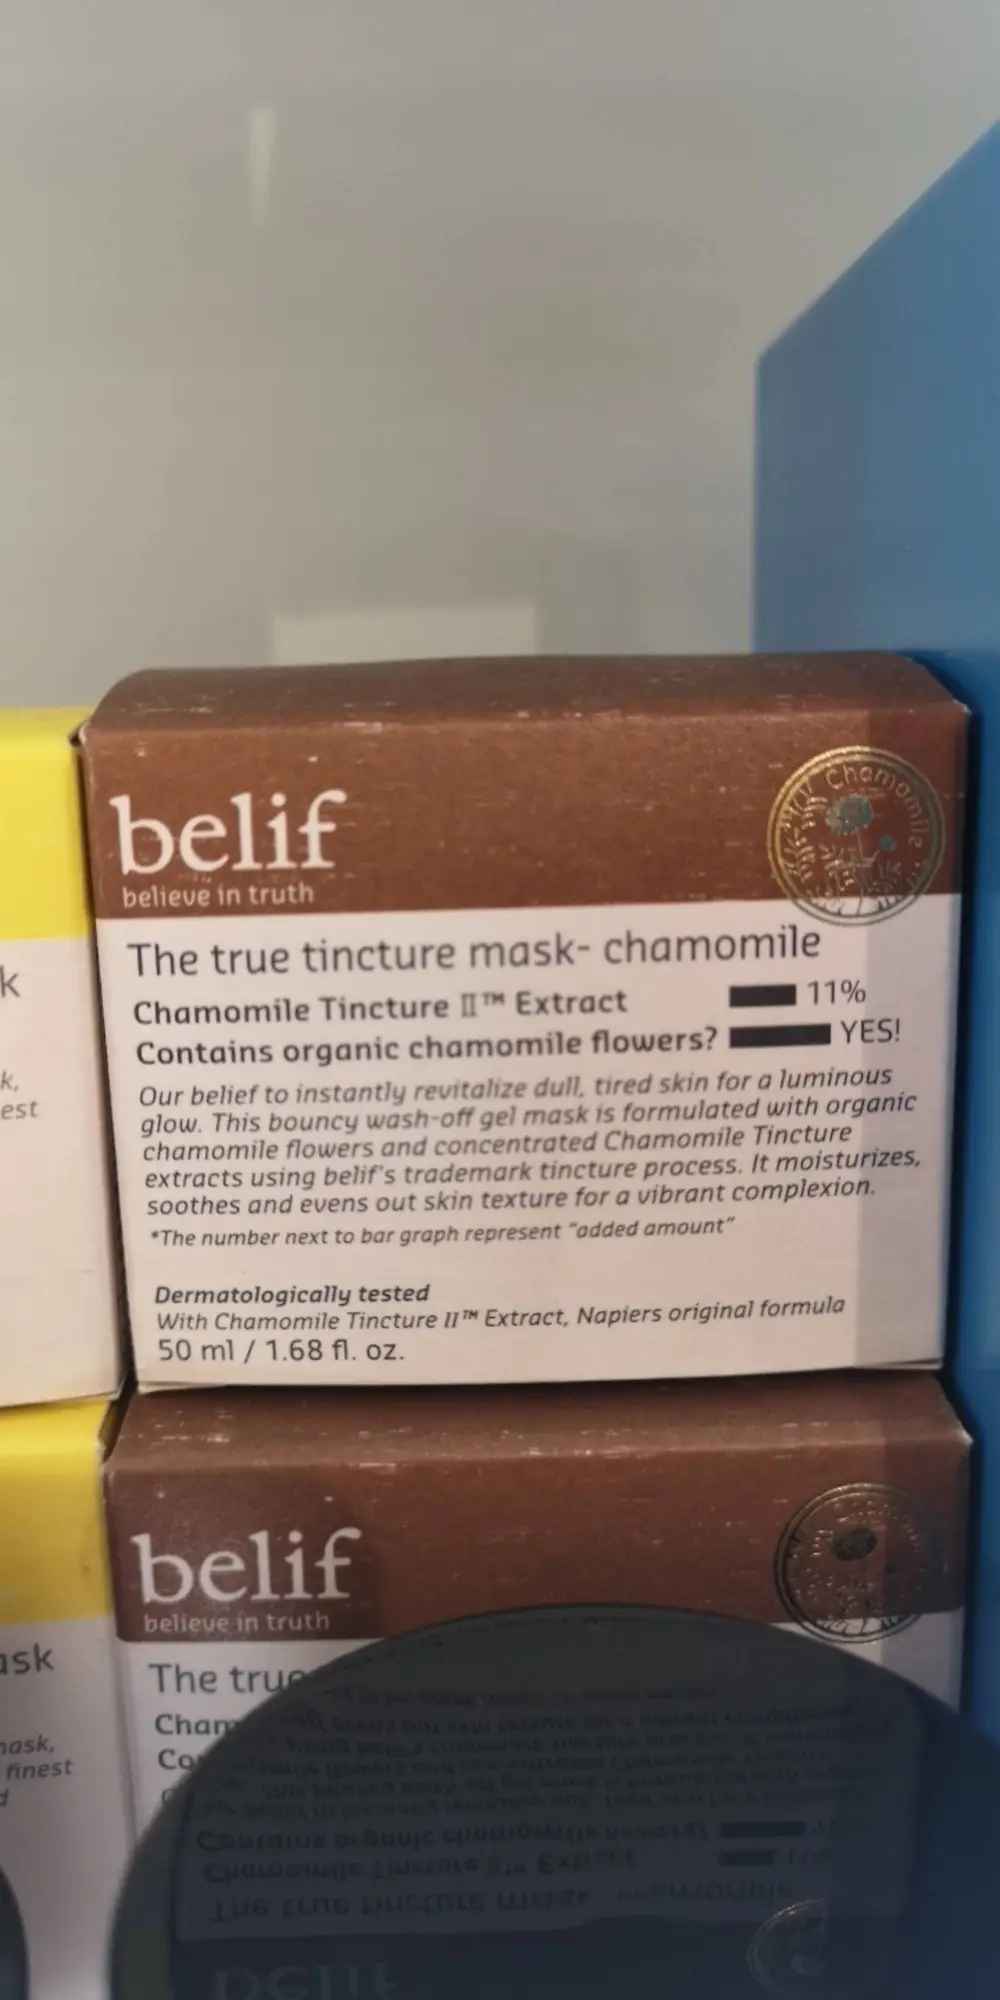 belif
believe in truth
Chamomile
The true tincture mask- chamomile
Chamomile Tincture II™ Extract 11%
Contains organic chamomile flowers? YES!
Our belief to instantly revitalize dull, tired skin for a luminous
glow. This bouncy wash-off gel mask is formulated with organic
chamomile flowers and concentrated Chamomile Tincture
extracts using belif's trademark tincture process. It moisturizes,
soothes and evens out skin texture for a vibrant complexion.
*The number next to bar graph represent "added amount"
Dermatologically tested
With Chamomile Tincture II™ Extract, Napiers original formula
50 ml / 1.68 fl. oz.
k
k,
est
belif
believe in truth
The true
Cham
Co
ask
mask,
finest
d